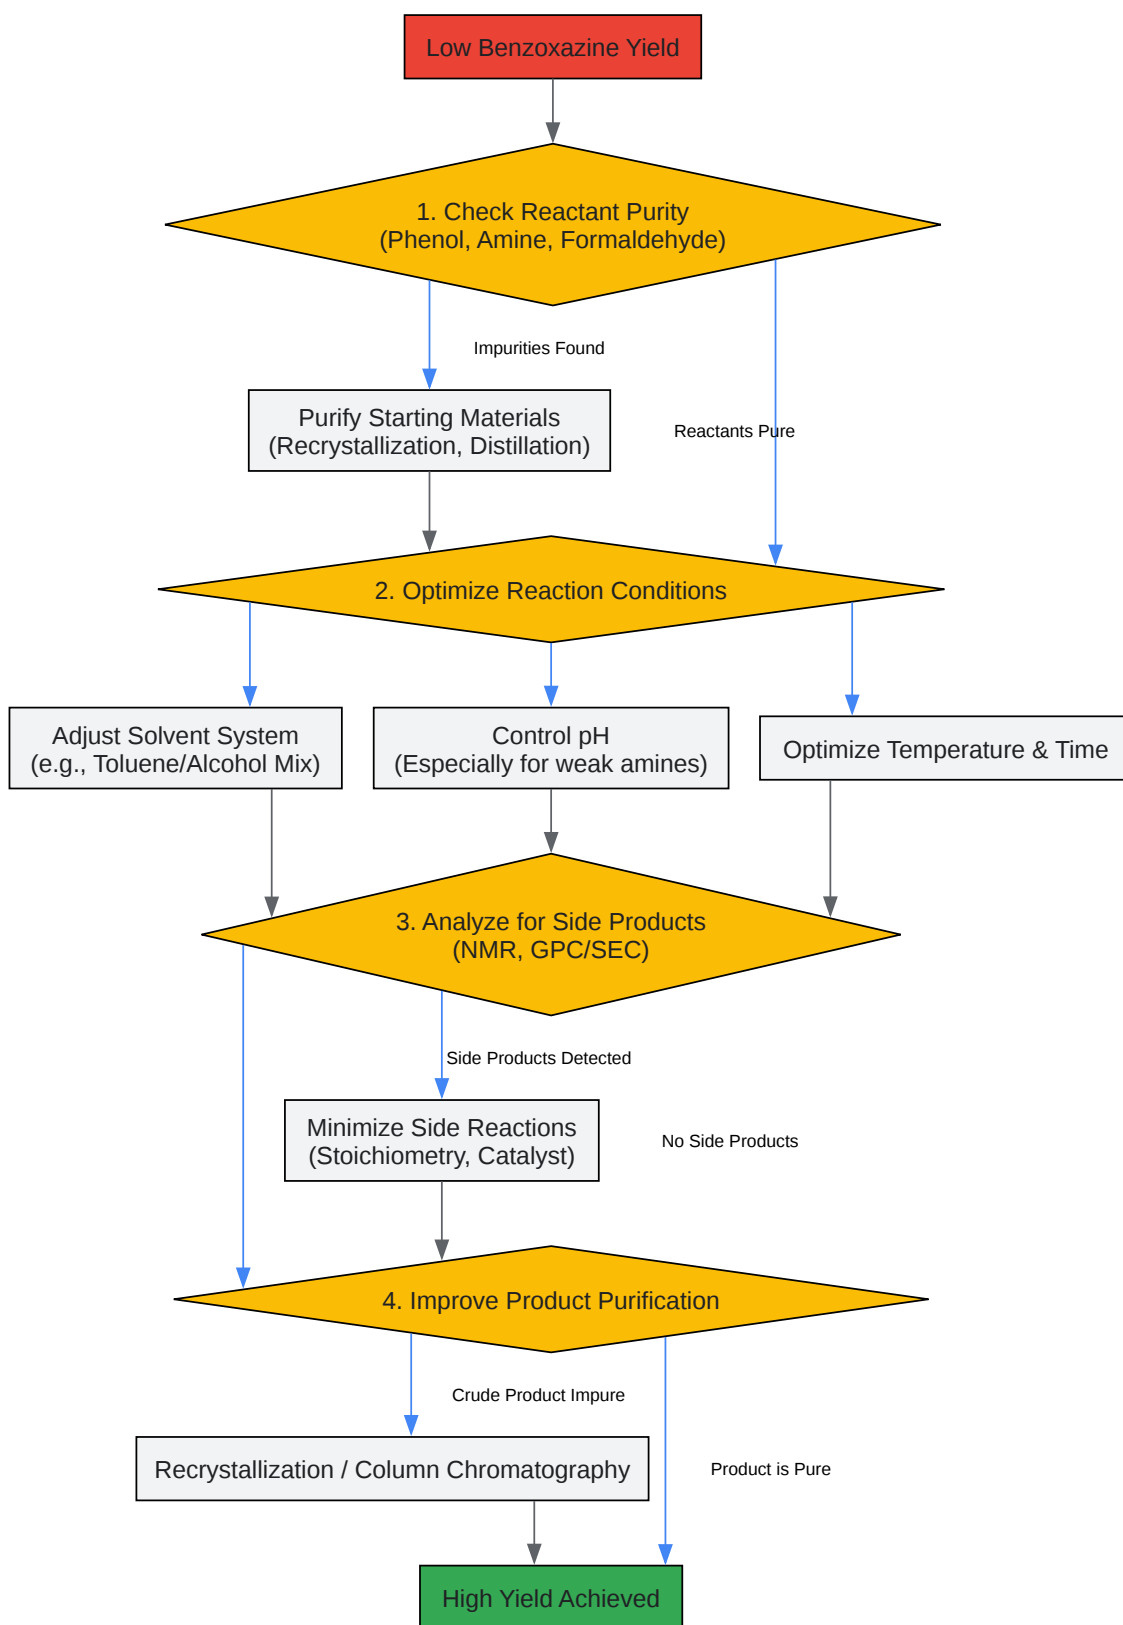 Low Benzoxazine Yield
1. Check Reactant Purity
(Phenol, Amine, Formaldehyde)
Impurities Found
Purify Starting Materials
(Recrystallization, Distillation)
Reactants Pure
2. Optimize Reaction Conditions
Adjust Solvent System
(e.g., Toluene/Alcohol Mix)
Control pH
(Especially for weak amines)
Optimize Temperature & Time
3. Analyze for Side Products
(NMR, GPC/SEC)
Side Products Detected
Minimize Side Reactions
(Stoichiometry, Catalyst)
No Side Products
4. Improve Product Purification
Crude Product Impure
Recrystallization / Column Chromatography
Product is Pure
High Yield Achieved